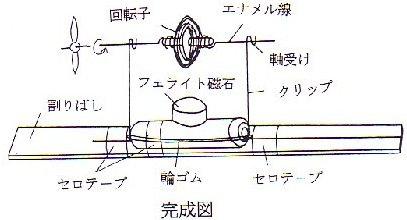 回転子
エナメル線
軸受け
フェライト磁石
クリップ
割りばし
セロテープ
輪ゴム
セロテープ
完成図